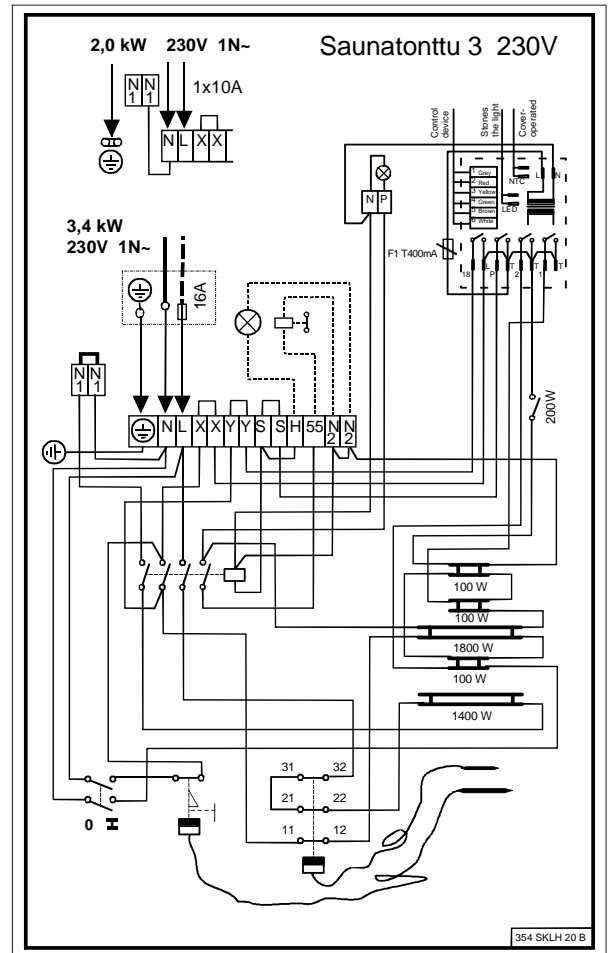 Saunatonttu 3 230V
2,0 kW 230V 1N~
1x10A
N 1 N 1
N L X X
3,4 kW
230V 1N~
16A
N 1 N 1
N L X X Y Y S S H 55 N 2 N 2
Control device
Stones the light
Cover-operated
1 Grey
2 Red
3 Yellow
4 Green
5 Brown
6 White
NTC
LED
L N
N P
F1 T400mA
18 L P T 2 T 1 T
200W
100 W
100 W
1800 W
100 W
1400 W
31 32
21 22
11 12
0 I
354 SKLH 20 B